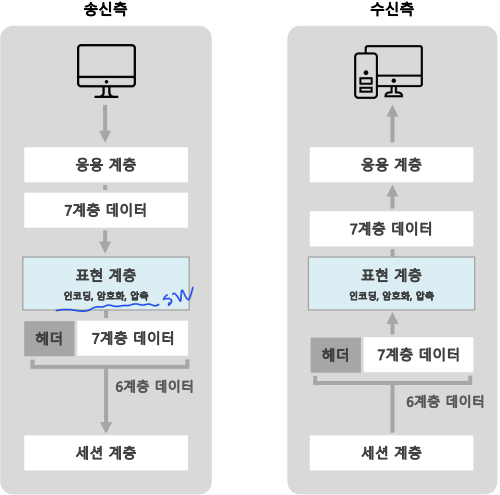 송신측
응용 계층
7계층 데이터
표현 계층
인코딩, 암호화, 압축
SW
헤더
7계층 데이터
6계층 데이터
세션 계층
수신측
응용 계층
7계층 데이터
표현 계층
인코딩, 암호화, 압축
헤더
7계층 데이터
6계층 데이터
세션 계층